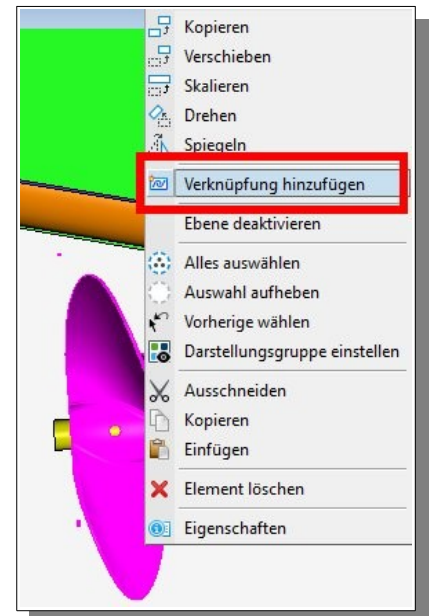 Kopieren
Verschieben
Skalieren
Drehen
Spiegeln
Verknüpfung hinzufügen
Ebene deaktivieren
Alles auswählen
Auswahl aufheben
Vorherige wählen
Darstellungsgruppe einstellen
Ausschneiden
Kopieren
Einfügen
Element löschen
Eigenschaften